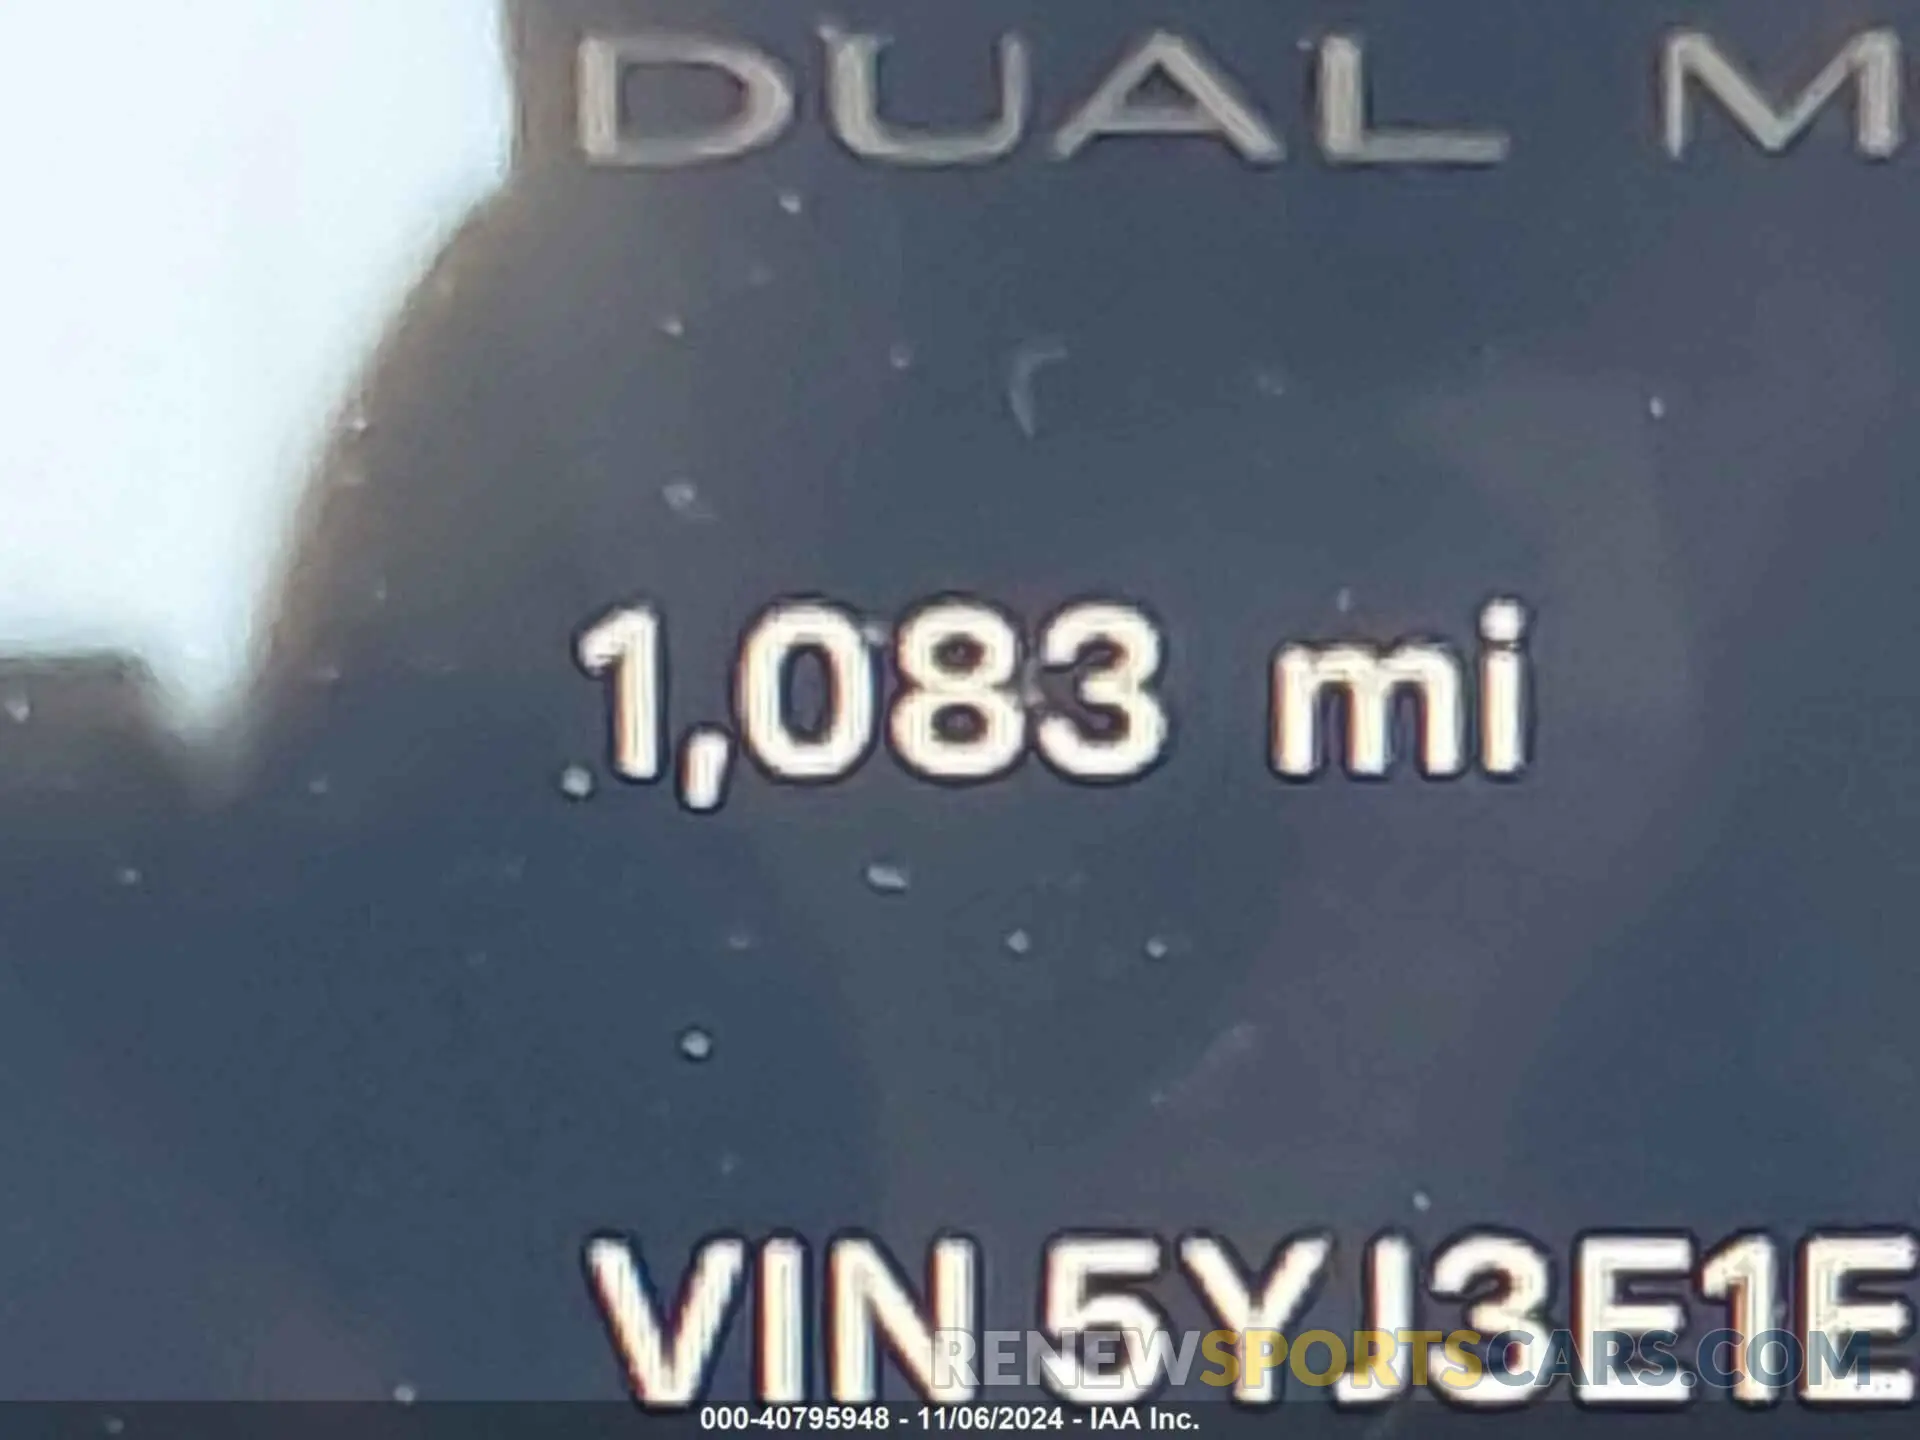 DUAL M
1,083 mi
VIN 5YJ3E1E
RENEWSPORTSCARS.COM
000-40795948 - 11/06/2024 - IAA Inc.